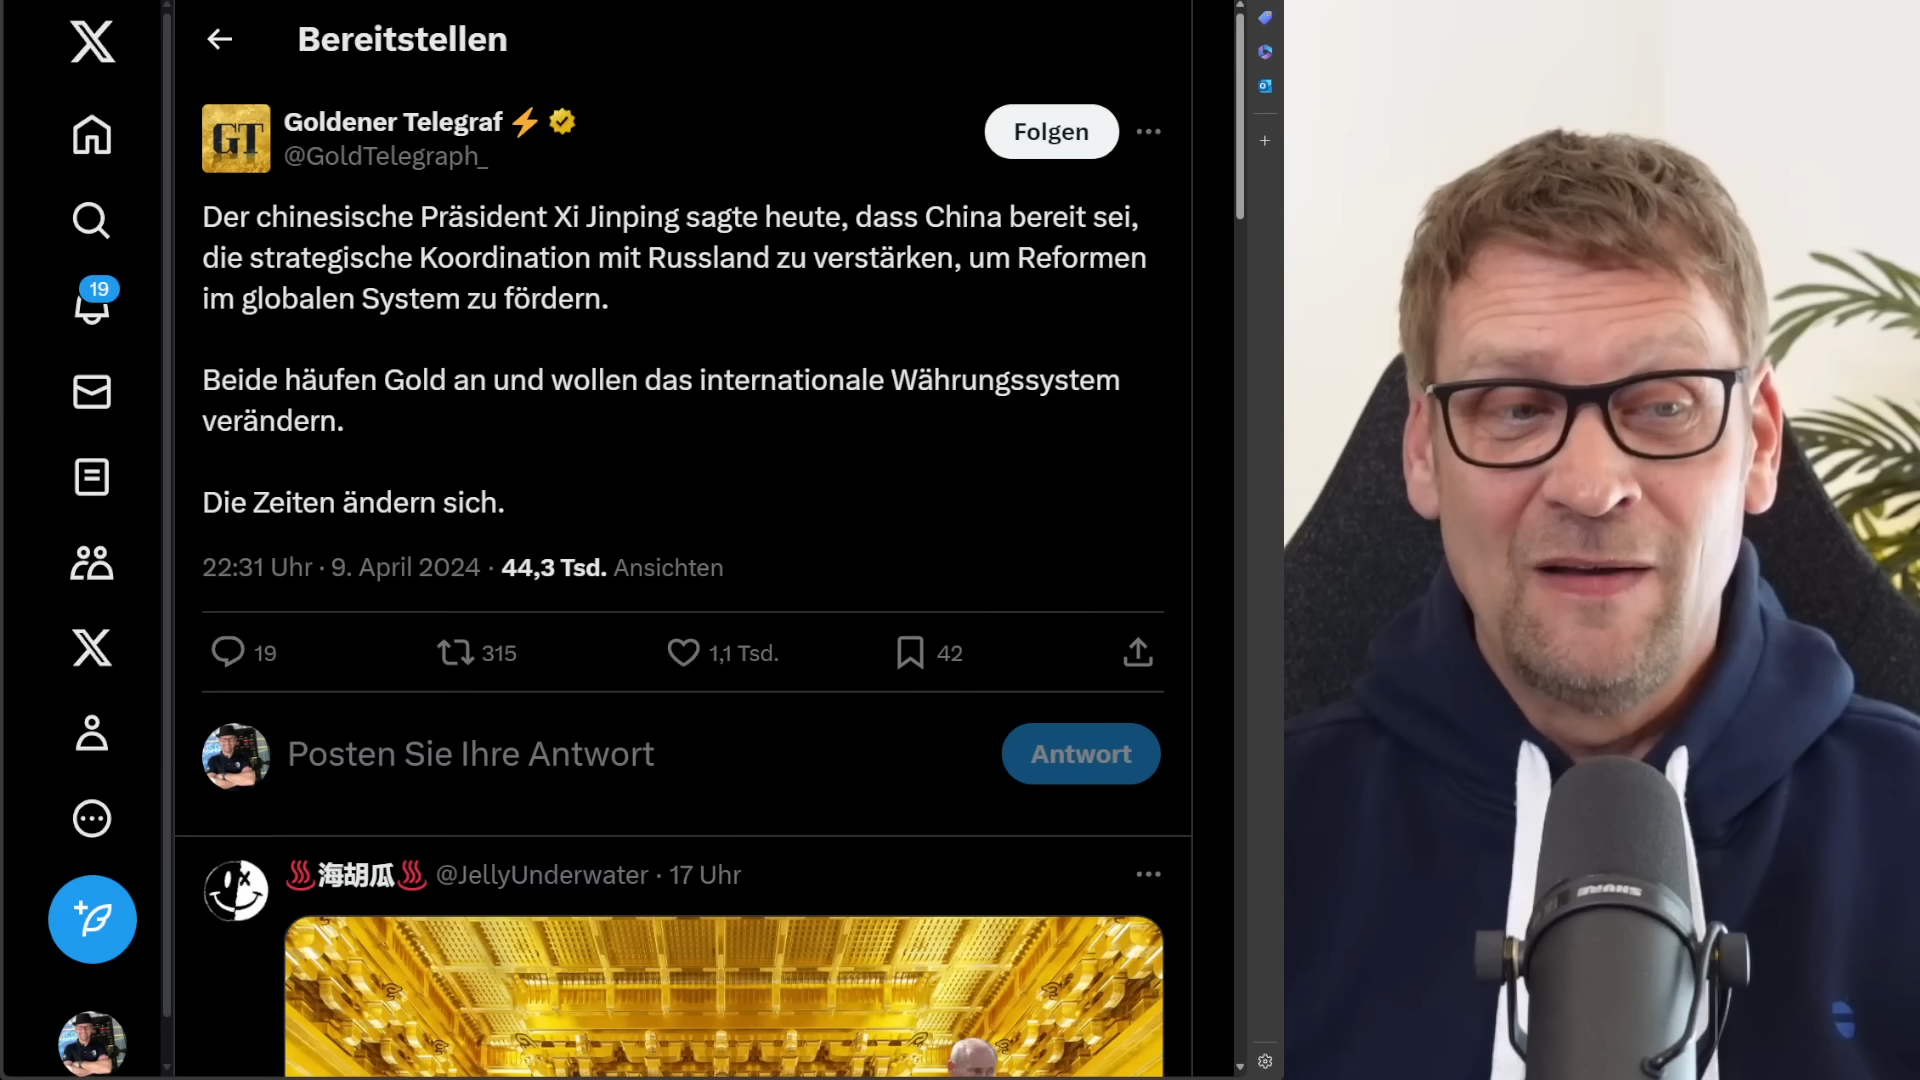 Bereitstellen
GT
Goldener Telegraf
@GoldTelegraph_
Folgen
Der chinesische Präsident Xi Jinping sagte heute, dass China bereit sei,
die strategische Koordination mit Russland zu verstärken, um Reformen
im globalen System zu fördern.
Beide häufen Gold an und wollen das internationale Währungssystem
verändern.
Die Zeiten ändern sich.
22:31 Uhr · 9. April 2024 · 44,3 Tsd. Ansichten
19
19
315
1,1 Tsd.
42
Posten Sie Ihre Antwort
Antwort
♨海胡瓜♨ @JellyUnderwater · 17 Uhr
SHURE